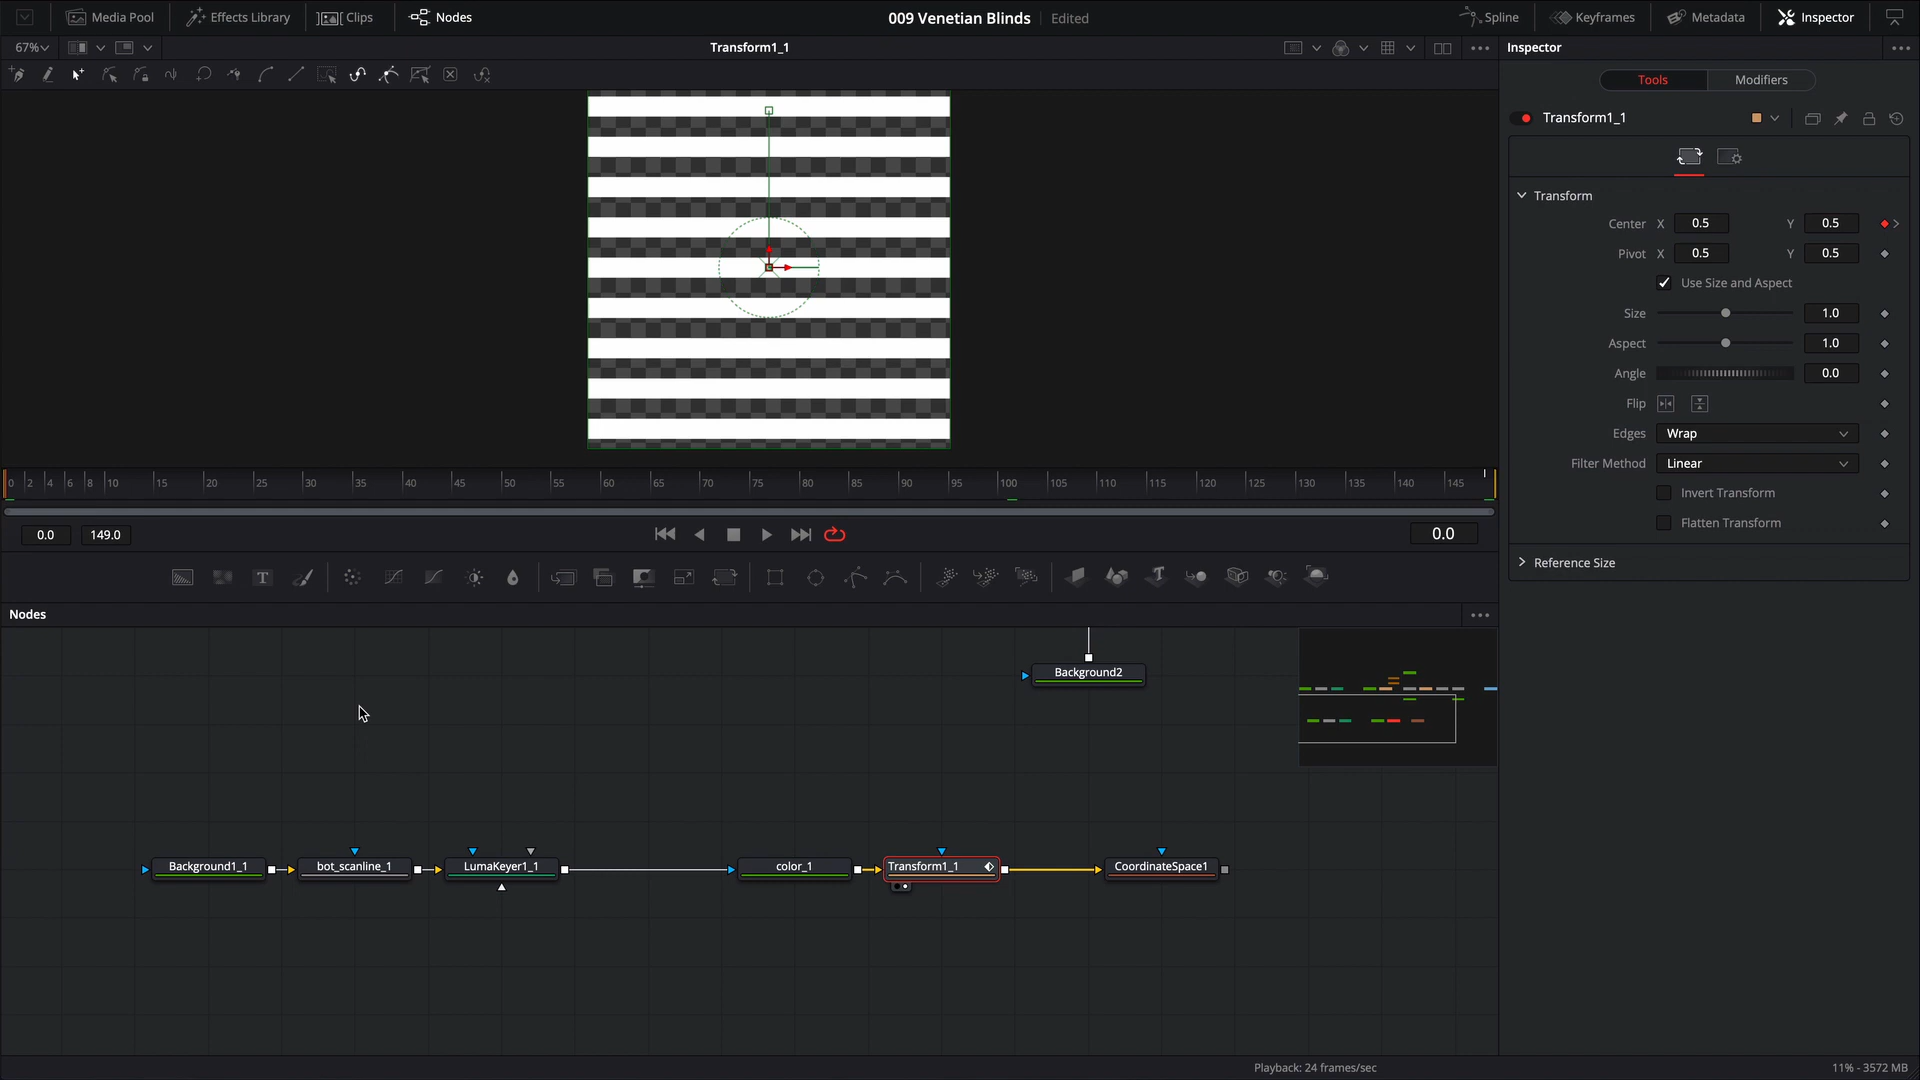 Media Pool Effects Library Clips Nodes 009 Venetian Blinds Edited Spline Keyframes Metadata Inspector
67% Transform1_1 Inspector
Tools Modifiers
Transform1_1
Transform
Center X 0.5 Y 0.5
Pivot X 0.5 Y 0.5
Use Size and Aspect
Size 1.0
Aspect 1.0
Angle 0.0
Flip
Edges Wrap
Filter Method Linear
Invert Transform
Flatten Transform
Reference Size
0 2 4 6 8 10 15 20 25 30 35 40 45 50 55 60 65 70 75 80 85 90 95 100 105 110 115 120 125 130 135 140 145
0.0 149.0 0.0
T T
Nodes
Background2
Background1_1 bot_scanline_1 LumaKeyer1_1 color_1 Transform1_1 CoordinateSpace1
Playback: 24 frames/sec 11% - 3572 MB